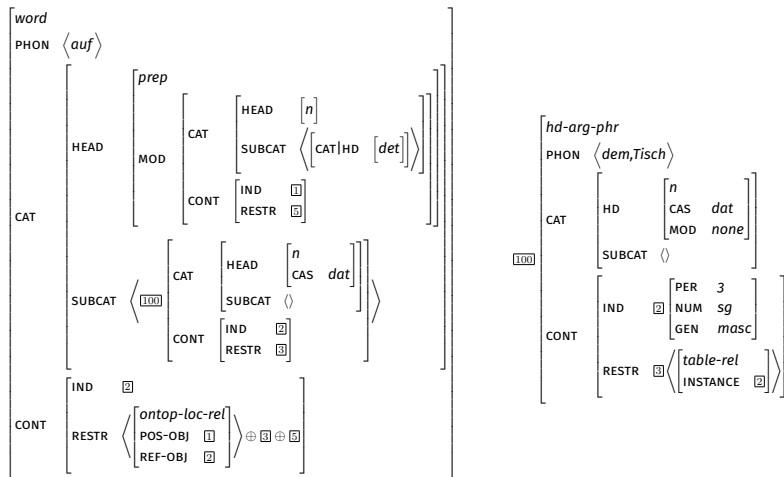 word
PHON ⟨auf⟩
CAT
HEAD
prep
MOD
CAT
HEAD [n]
SUBCAT ⟨[CAT|HD [det]]⟩
CONT
IND 1
RESTR 5
SUBCAT ⟨ 100
CAT
HEAD
n
CAS dat
SUBCAT ⟨⟩
CONT
IND 2
RESTR 3
⟩
CONT
IND 2
RESTR
ontop-loc-rel
POS-OBJ 1
REF-OBJ 2
⊕ 3 ⊕ 5
100
hd-arg-phr
PHON ⟨dem,Tisch⟩
CAT
HD
n
CAS dat
MOD none
SUBCAT ⟨⟩
CONT
IND 2
PER 3
NUM sg
GEN masc
RESTR 3
table-rel
INSTANCE 2